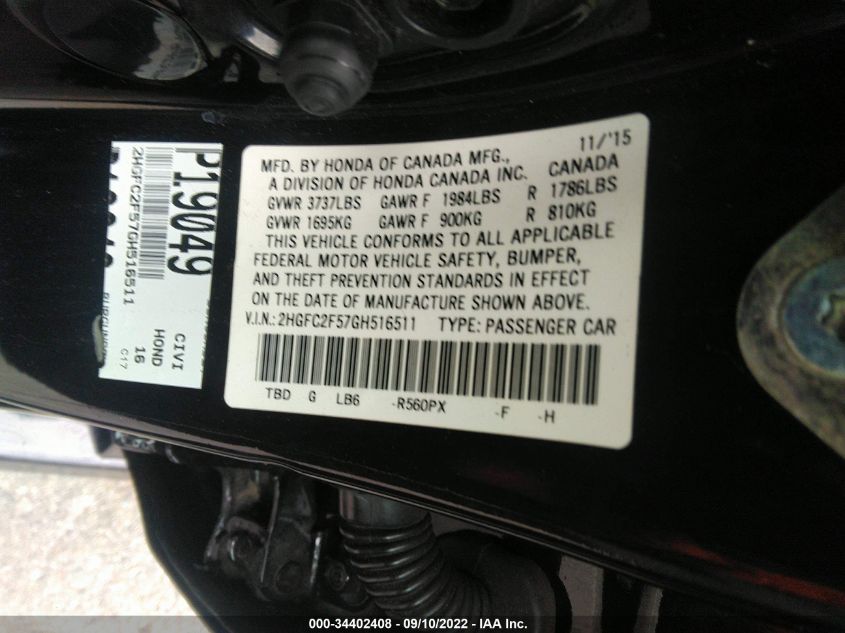 11/'15
MFD. BY HONDA OF CANADA MFG.,
A DIVISION OF HONDA CANADA INC. CANADA
GVWR 3737LBS GAWR F 1984LBS R 1786LBS
GVWR 1695KG GAWR F 900KG R 810KG
THIS VEHICLE CONFORMS TO ALL APPLICABLE
FEDERAL MOTOR VEHICLE SAFETY, BUMPER,
AND THEFT PREVENTION STANDARDS IN EFFECT
ON THE DATE OF MANUFACTURE SHOWN ABOVE.
V.I.N.: 2HGFC2F57GH516511 TYPE: PASSENGER CAR
TBD G LB6 -R560PX -F -H
P19049
2HGFC2F57GH516511
CIVI
HOND
16
C17
000-34402408 - 09/10/2022 - IAA Inc.